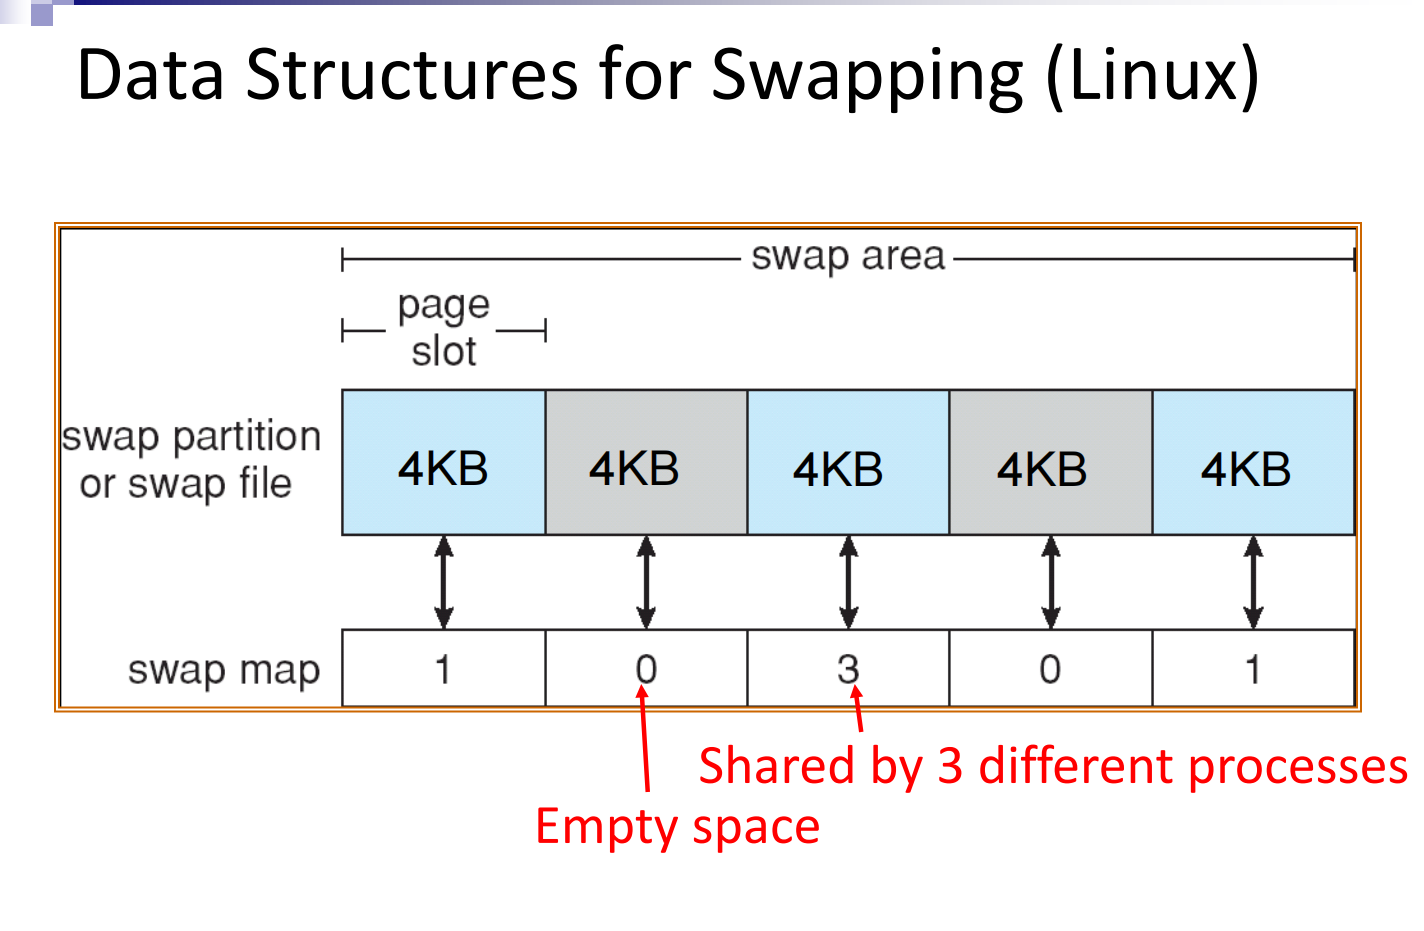 Data Structures for Swapping (Linux)
swap area
page
slot
swap partition
or swap file
4KB 4KB 4KB 4KB 4KB
swap map
1 0 3 0 1
Shared by 3 different processes
Empty space